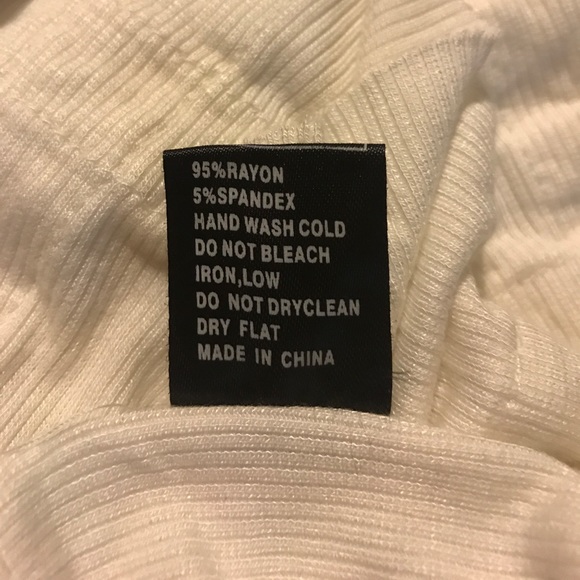 95%RAYON
5%SPANDEX
HAND WASH COLD
DO NOT BLEACH
IRON,LOW
DO NOT DRYCLEAN
DRY FLAT
MADE IN CHINA